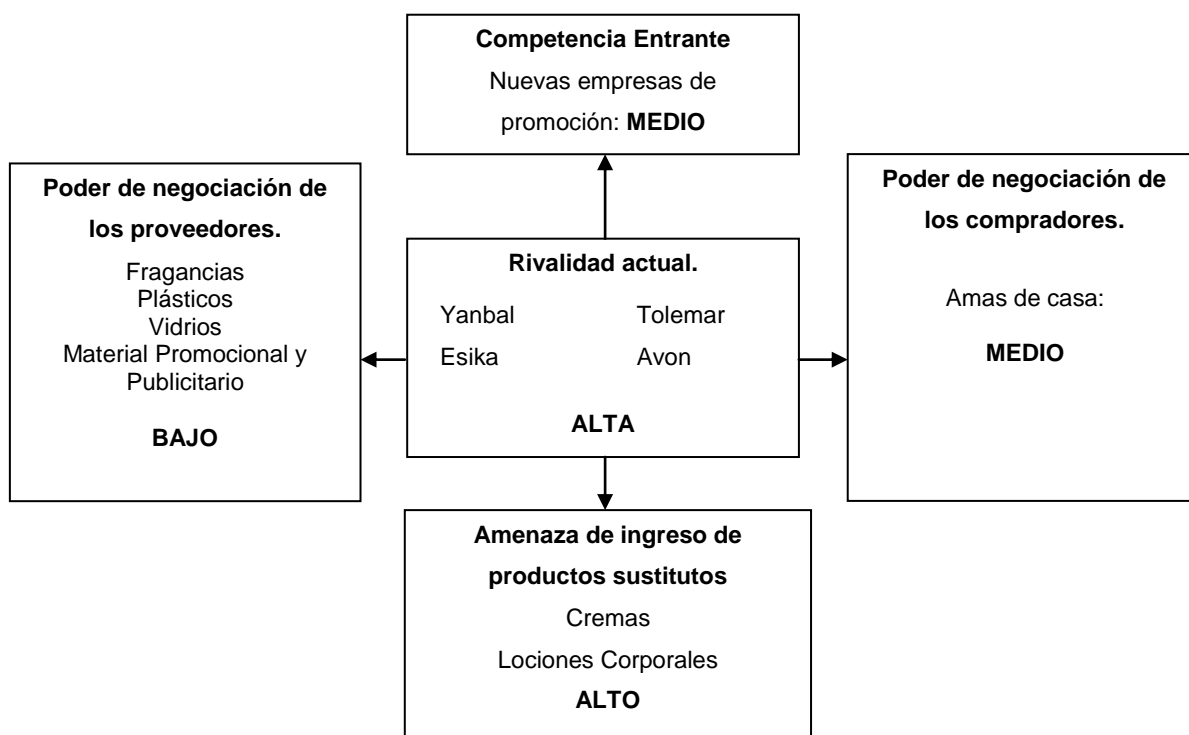 Competencia Entrante
Nuevas empresas de
promoción: MEDIO
Poder de negociación de
los proveedores.
Fragancias
Plásticos
Vidrios
Material Promocional y
Publicitario
BAJO
Rivalidad actual.
Yanbal Tolemar
Esika Avon
ALTA
Poder de negociación de
los compradores.
Amas de casa:
MEDIO
Amenaza de ingreso de
productos sustitutos
Cremas
Lociones Corporales
ALTO